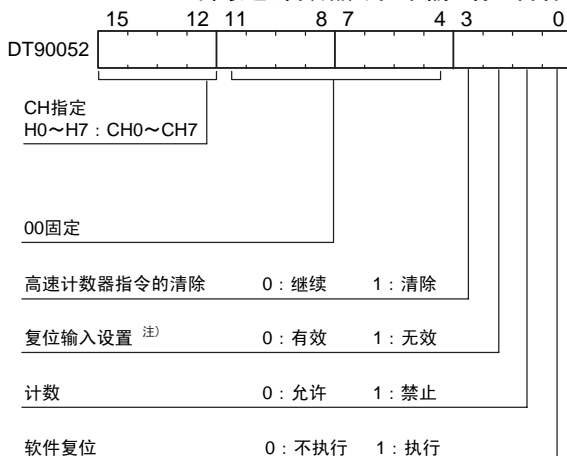 15 12 11 8 7 4 3 0
DT90052
CH指定
H0～H7：CH0～CH7
00固定
高速计数器指令的清除 0：继续 1：清除
复位输入设置 注） 0：有效 1：无效
计数 0：允许 1：禁止
软件复位 0：不执行 1：执行